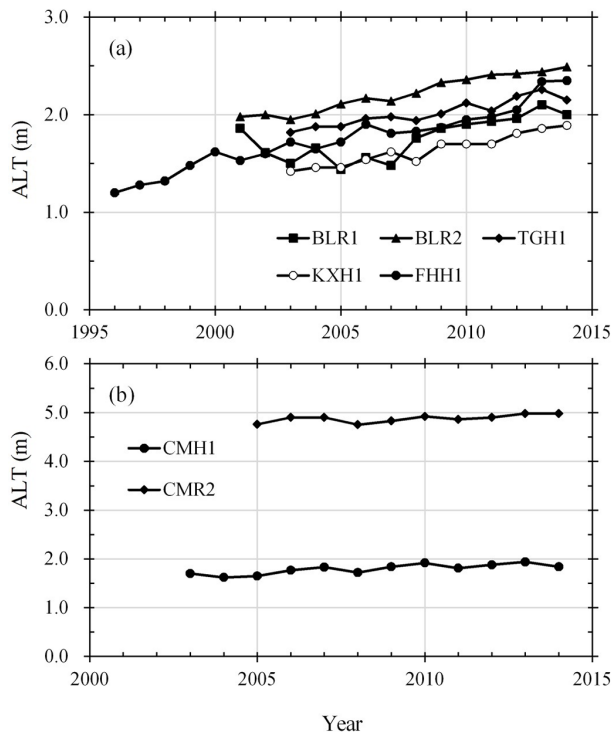 3.0
(a)
2.0
ALT (m)
1.0
BLR1 BLR2 TGH1
KXH1 FHH1
0.0
1995 2000 2005 2010 2015
6.0
(b)
5.0
CMH1
4.0
CMR2
ALT (m)
3.0
2.0
1.0
0.0
2000 2005 2010 2015
Year